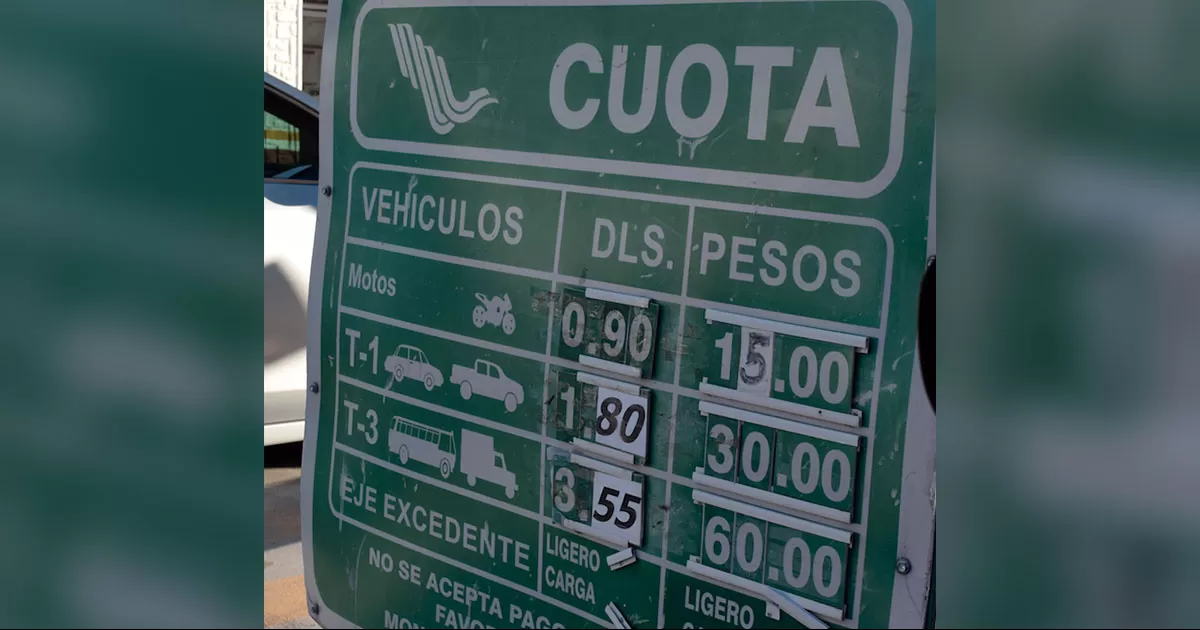 CUOTA
VEHICULOS DLS. PESOS
Motos 0.90 15.00
T-1 1.80 30.00
T-3 3.55 60.00
EJE EXCEDENTE LIGERO LIGERO
CARGA
NO SE ACEPTA PAGO